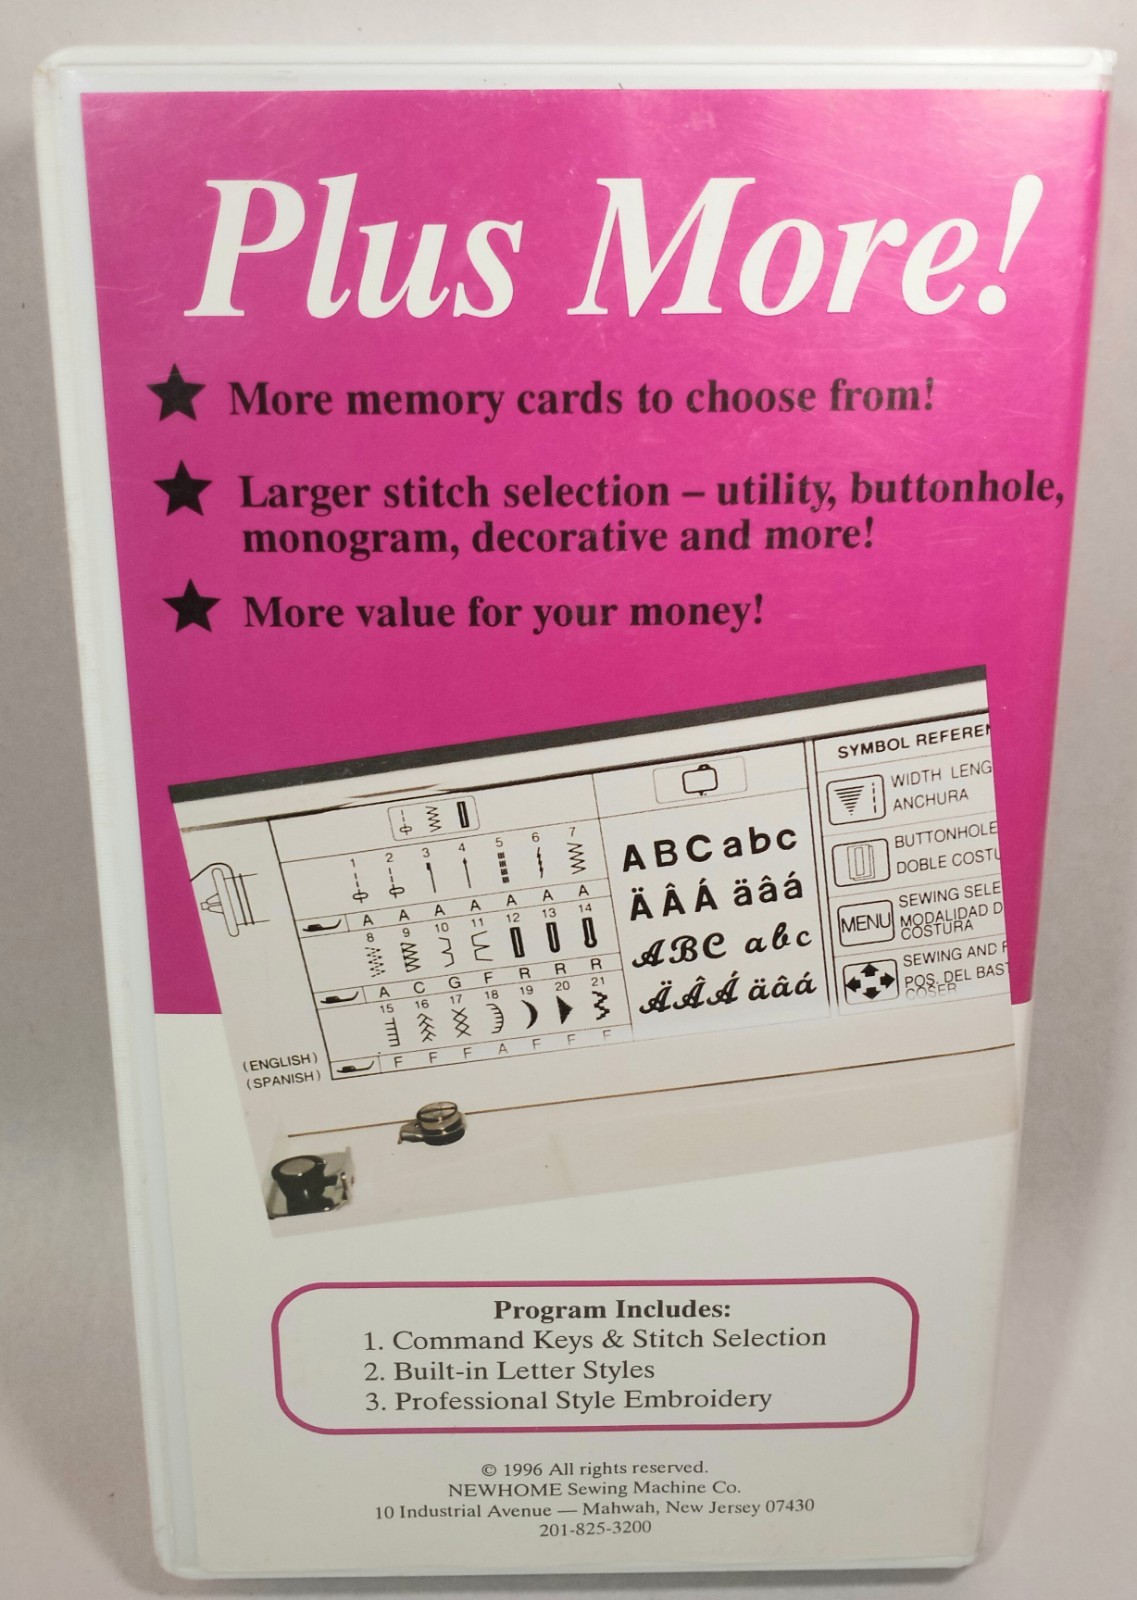 Plus More!
★ More memory cards to choose from!
★ Larger stitch selection – utility, buttonhole,
monogram, decorative and more!
★ More value for your money!
SYMBOL REFEREN
WIDTH LENG
ANCHURA
BUTTONHOLE
DOBLE COSTU
MENU
SEWING SELE
MODALIDAD D
COSTURA
SEWING AND F
POS. DEL BAST
COSER
1 2 3 4 5 6 7
A A A A A A A
8 9 10 11 12 13 14
A C G F R R R
15 16 17 18 19 20 21
F F F A F F F
ABCabc
ÄÂÁ äâá
ABC abc
ÄÂÁ äâá
(ENGLISH)
(SPANISH)
Program Includes:
1. Command Keys & Stitch Selection
2. Built-in Letter Styles
3. Professional Style Embroidery
© 1996 All rights reserved.
NEWHOME Sewing Machine Co.
10 Industrial Avenue — Mahwah, New Jersey 07430
201-825-3200